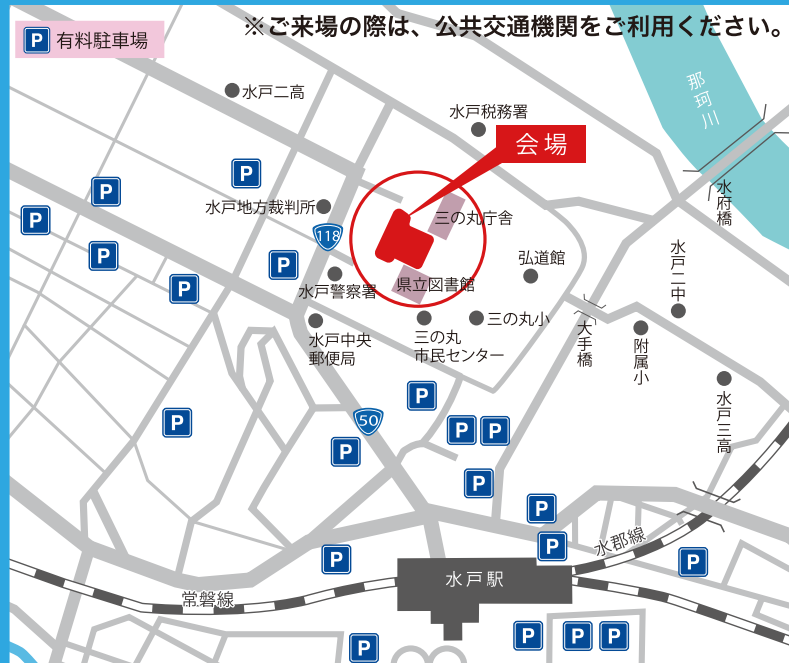 ※ご来場の際は、公共交通機関をご利用ください。
P 有料駐車場
那珂川
水戸二高
水戸税務署
会場
P
P
水府橋
水戸地方裁判所
P
三の丸庁舎
118
水戸二中
P
P
弘道館
P
水戸警察署
県立図書館
水戸中央
郵便局
三の丸
市民センター
三の丸小
大手橋
附属小
水戸三高
P
50
P
P
P
P
P
P
P
P
水郡線
P
P
水戸駅
常磐線
P
P
P
P